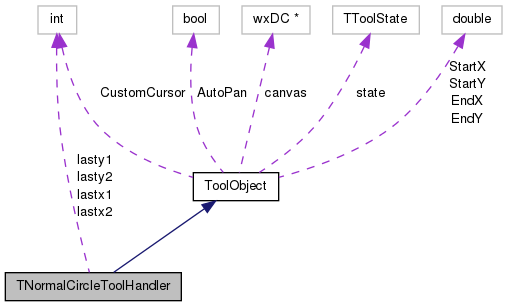 int
bool
wxDC *
TToolState
double
CustomCursor
AutoPan
canvas
state
StartX
StartY
EndX
EndY
lasty1
lasty2
lastx1
lastx2
ToolObject
TNormalCircleToolHandler